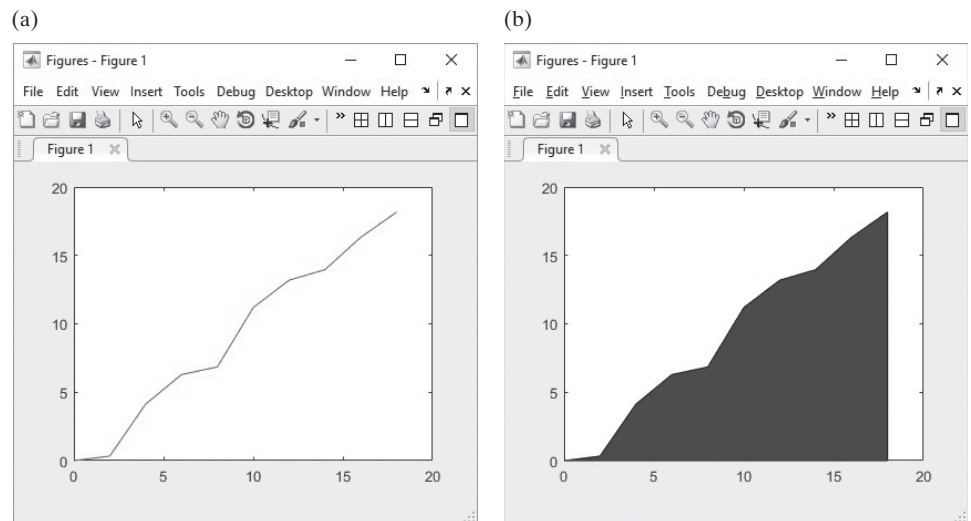 (a)
Figures - Figure 1
File Edit View Insert Tools Debug Desktop Window Help
Figure 1
20
15
10
5
0
0 5 10 15 20
(b)
Figures - Figure 1
File Edit View Insert Tools Debug Desktop Window Help
Figure 1
20
15
10
5
0
0 5 10 15 20